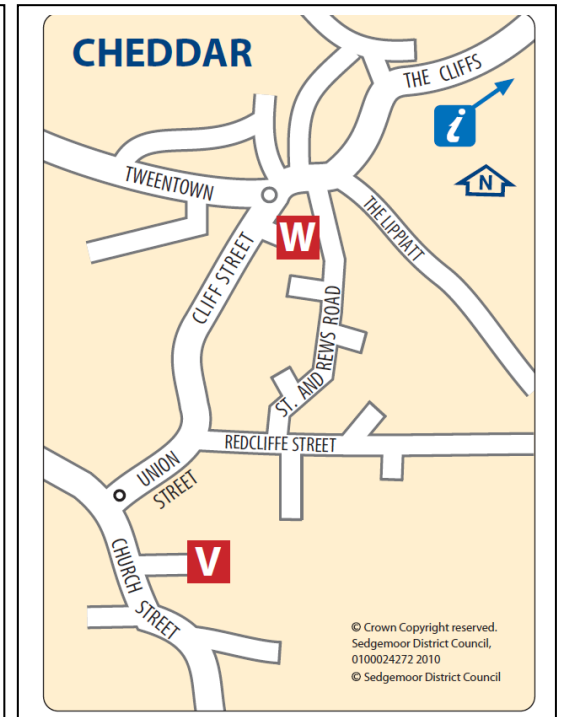 CHEDDAR
THE CLIFFS
i
N
TWEENTOWN
THE LIPPIATT
W
CLIFF STREET
ST. ANDREWS ROAD
REDCLIFFE STREET
UNION
STREET
CHURCH
STREET
V
© Crown Copyright reserved.
Sedgemoor District Council,
0100024272 2010
© Sedgemoor District Council